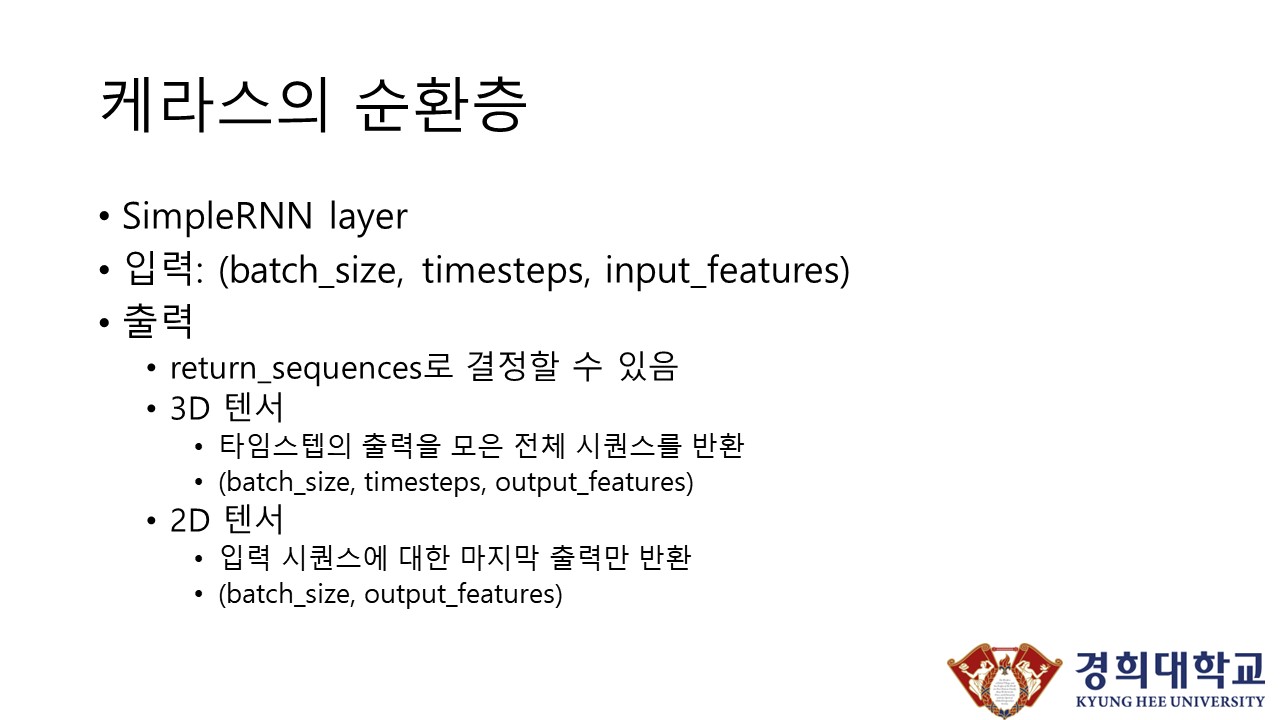 케라스의 순환층
• SimpleRNN layer
• 입력: (batch_size, timesteps, input_features)
• 출력
• return_sequences로 결정할 수 있음
• 3D 텐서
• 타임스텝의 출력을 모은 전체 시퀀스를 반환
• (batch_size, timesteps, output_features)
• 2D 텐서
• 입력 시퀀스에 대한 마지막 출력만 반환
• (batch_size, output_features)
경희대학교
KYUNG HEE UNIVERSITY